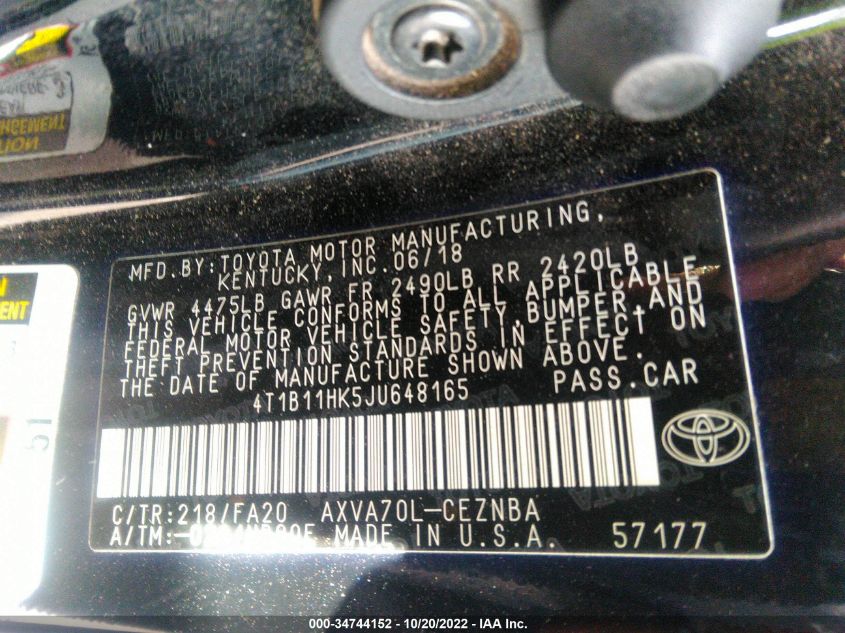 MFD. BY: TOYOTA MOTOR MANUFACTURING,
KENTUCKY, INC. 06/18
GVWR 4475LB GAWR FR 2490LB RR 2420LB
THIS VEHICLE CONFORMS TO ALL APPLICABLE
FEDERAL MOTOR VEHICLE SAFETY, BUMPER, AND
THEFT PREVENTION STANDARDS IN EFFECT ON
THE DATE OF MANUFACTURE SHOWN ABOVE.
4T1B11HK5JU648165 PASS. CAR
C/TR: 218/FA20 AXVA70L-CEZNBA
A/TM: MADE IN U.S.A. 57177
000-34744152 - 10/20/2022 - IAA Inc.